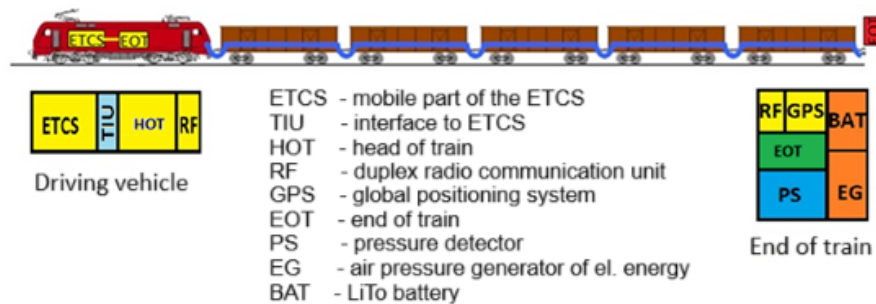 ETCS EOT
EOT
ETCS TIU HOT RF
Driving vehicle
ETCS - mobile part of the ETCS
TIU - interface to ETCS
HOT - head of train
RF - duplex radio communication unit
GPS - global positioning system
EOT - end of train
PS - pressure detector
EG - air pressure generator of el. energy
BAT - LiTo battery
RF GPS BAT
EOT
PS EG
End of train